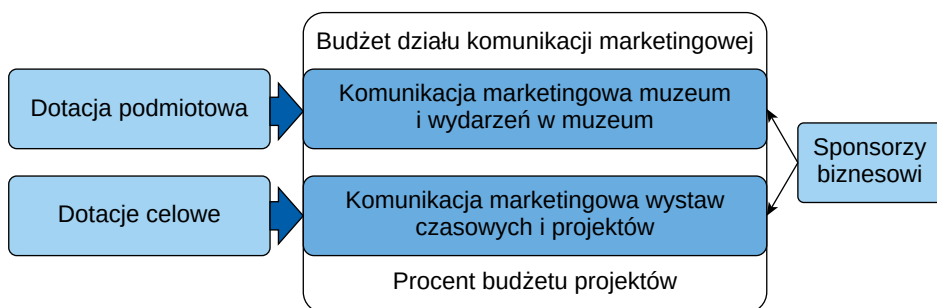 Budżet działu komunikacji marketingowej
Dotacja podmiotowa
Komunikacja marketingowa muzeum
i wydarzeń w muzeum
Sponsorzy
biznesowi
Dotacje celowe
Komunikacja marketingowa wystaw
czasowych i projektów
Procent budżetu projektów